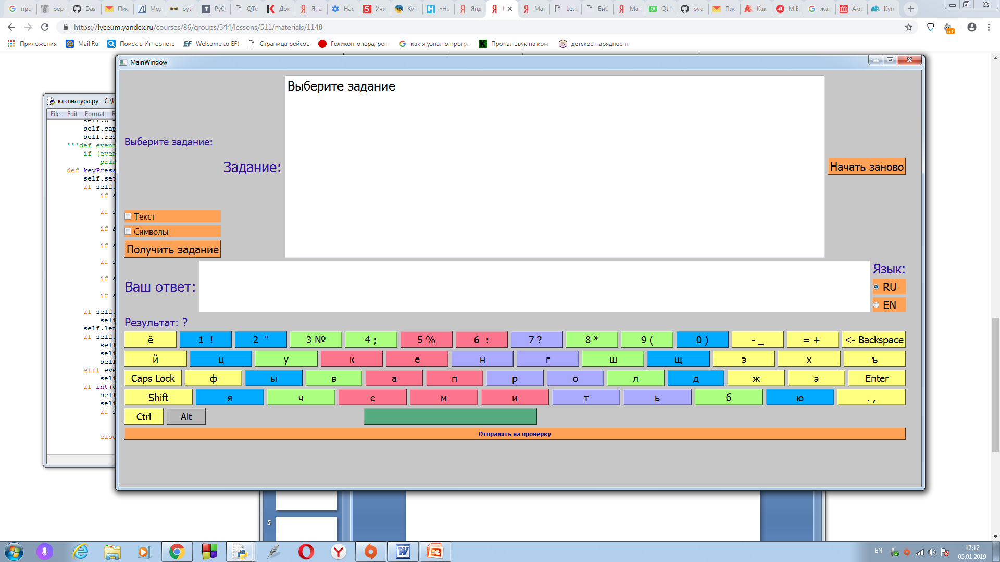 про
pep
Das
Пис
Мо
pyth
PyQ
QTe
Док
Янд
Нас
Учи
Куп
«Не
Янд
Мат
Less
Биб
Мат
Qt
pyq
Пис
Как
М.В
жан
Аме
Куп
https://lyceum.yandex.ru/courses/86/groups/344/lessons/511/materials/1148
off
Приложения Mail.Ru Поиск в Интернете Welcome to EF! Страница рейсов Геликон-опера, реп как я узнал о програ Пропал звук на ком детское нарядное п
MainWindow
клавиатура.py - C:\U
File Edit Format R
self.cap
self.res
'''def event
if (even
prin
def keyPress
self.set
if self.
if s
if s
if s
if s
if s
if s
if s
if self.
self
self.len
if self.
self
self
self
elif eve
self
if int(e
self
self
if s
else
Выберите задание
Выберите задание:
Задание:
Начать заново
Текст
Символы
Получить задание
Ваш ответ:
Язык:
RU
EN
Результат: ?
ё 1 ! 2 " 3 № 4 ; 5 % 6 : 7 ? 8 * 9 ( 0 ) - _ = + <- Backspace
й ц у к е н г ш щ з х ъ
Caps Lock ф ы в а п р о л д ж э Enter
Shift я ч с м и т ь б ю . ,
Ctrl Alt
Отправить на проверку
5
EN
17:12
05.01.2019